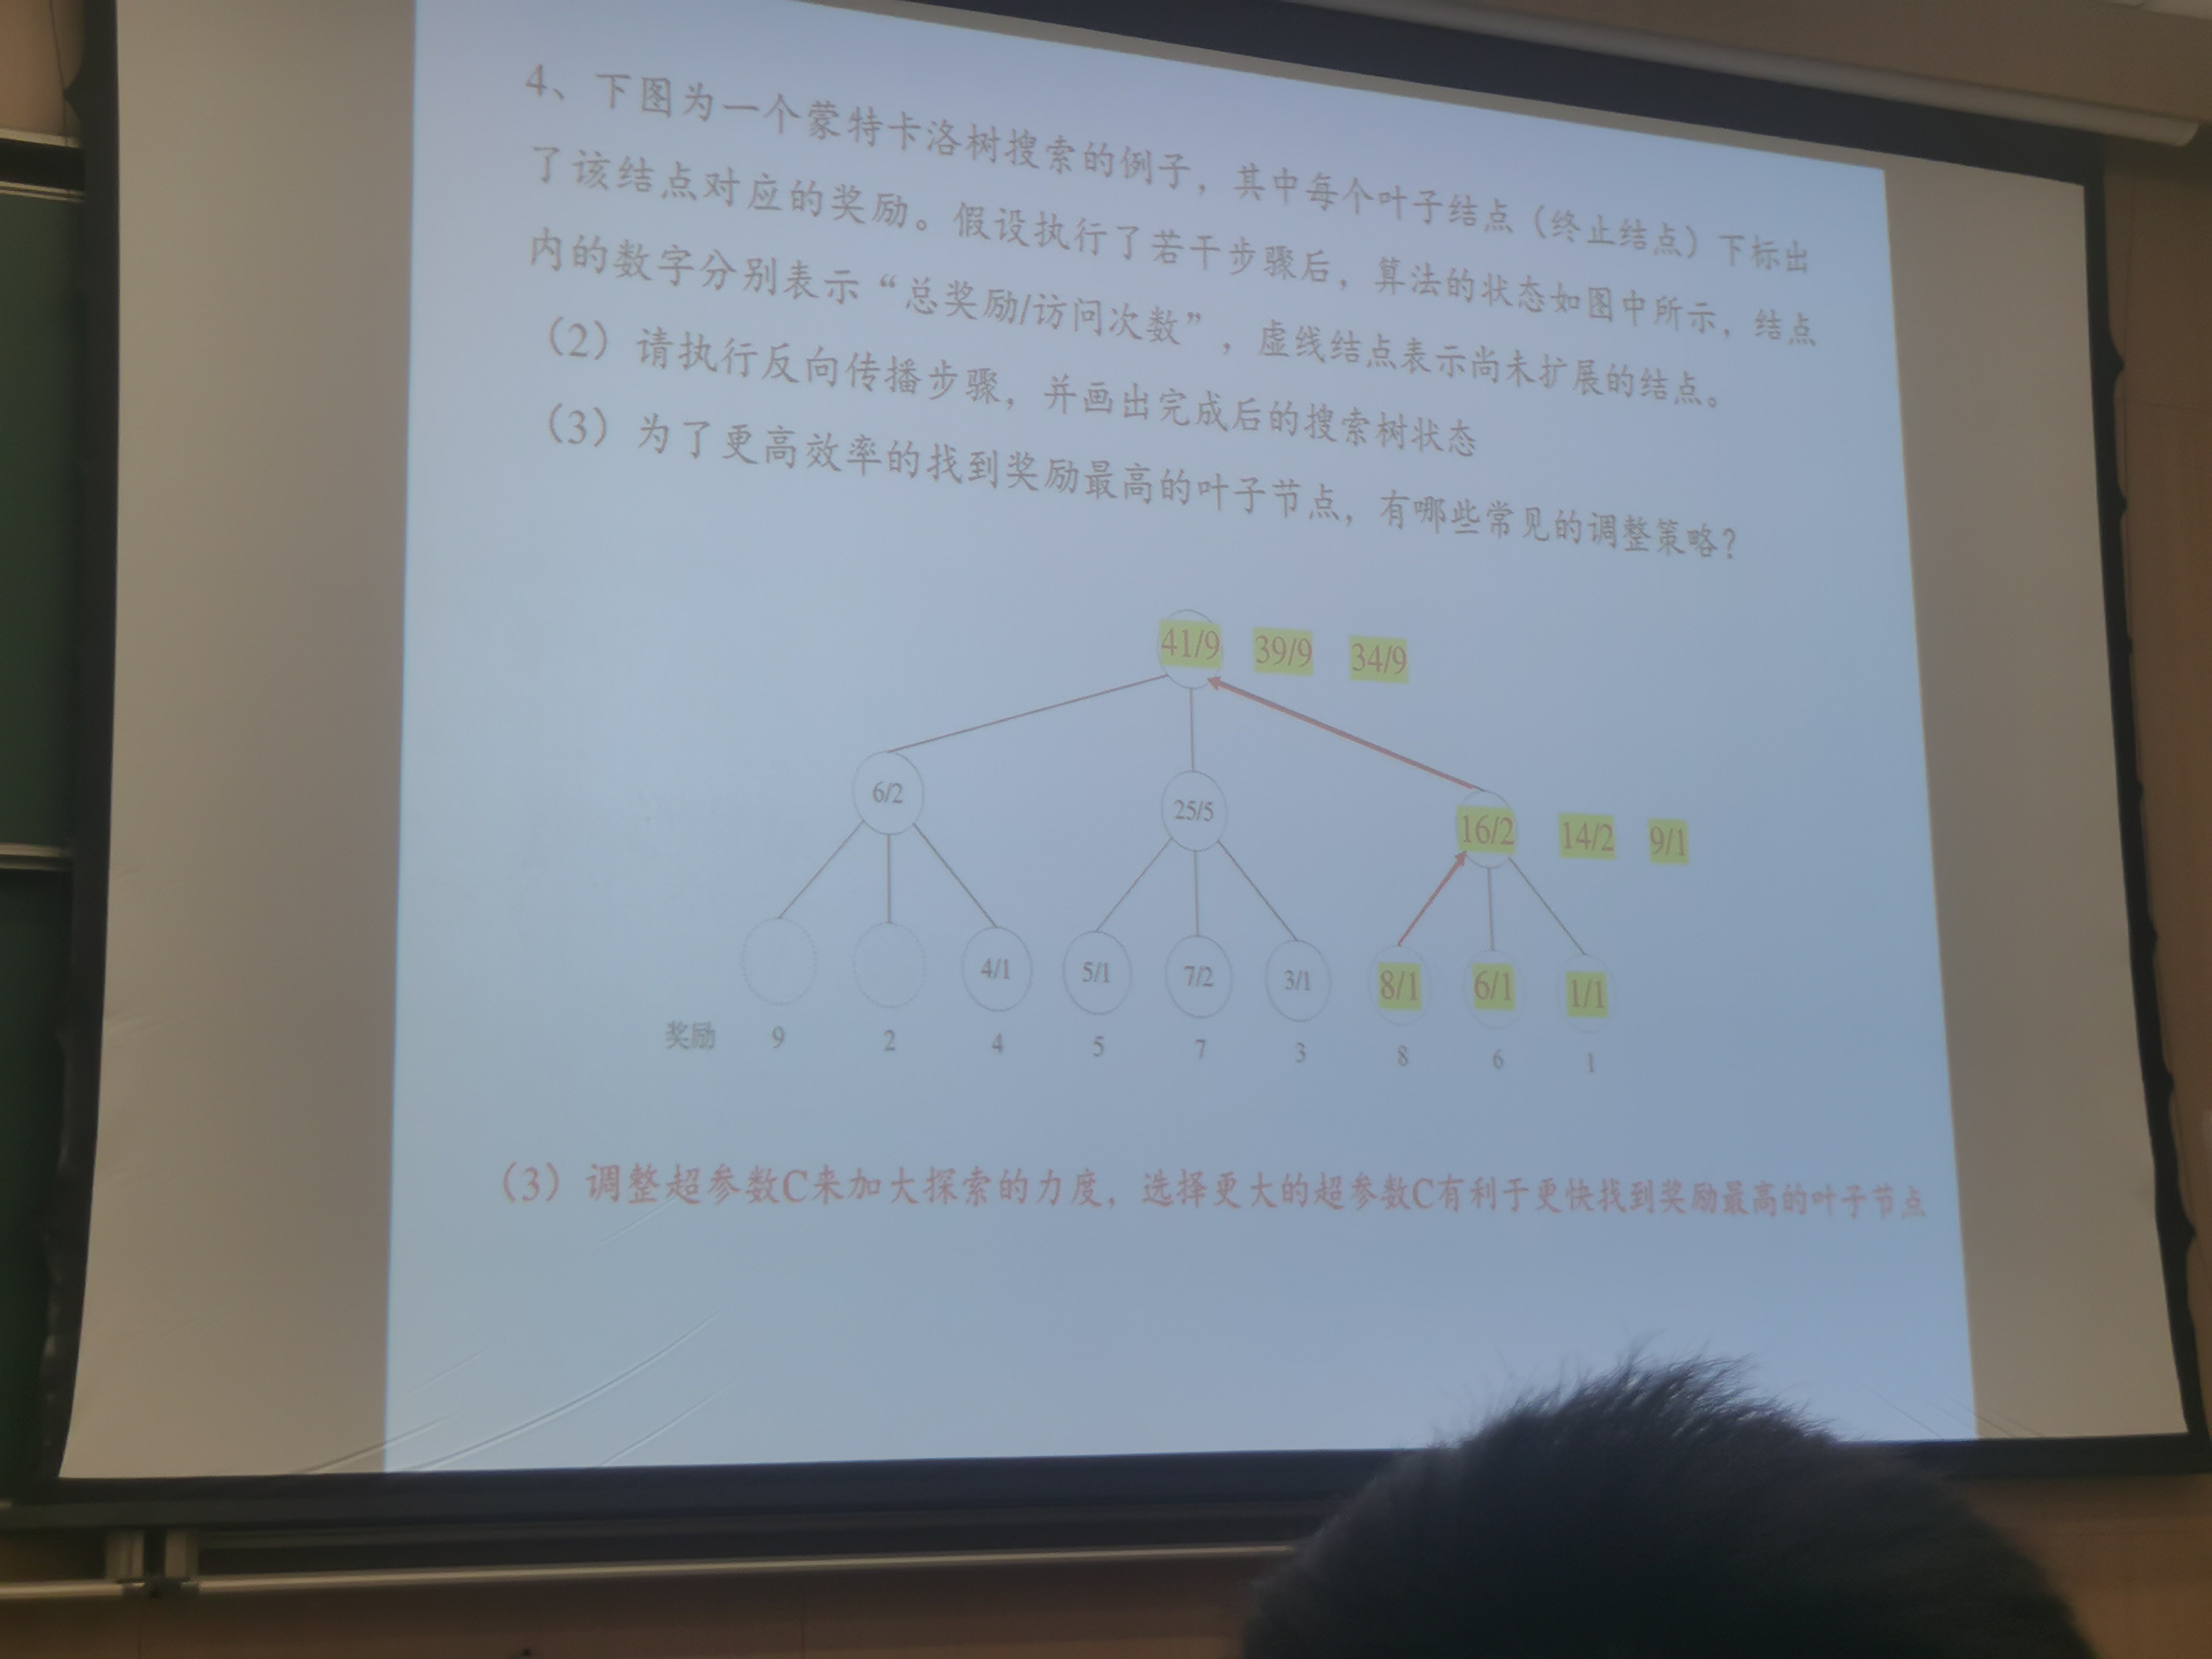 4、下图为一个蒙特卡洛树搜索的例子，其中每个叶子结点（终止结点）下标出
了该结点对应的奖励。假设执行了若干步骤后，算法的状态如图中所示，结点
内的数字分别表示“总奖励/访问次数”，虚线结点表示尚未扩展的结点。
（2）请执行反向传播步骤，并画出完成后的搜索树状态
（3）为了更高效率的找到奖励最高的叶子节点，有哪些常见的调整策略？
41/9 39/9 34/9
6/2 25/5 16/2 14/2 9/1
4/1 5/1 7/2 3/1 8/1 6/1 1/1
奖励 9 2 4 5 7 3 8 6 1
（3）调整超参数C来加大探索的力度，选择更大的超参数C有利于更快找到奖励最高的叶子节点